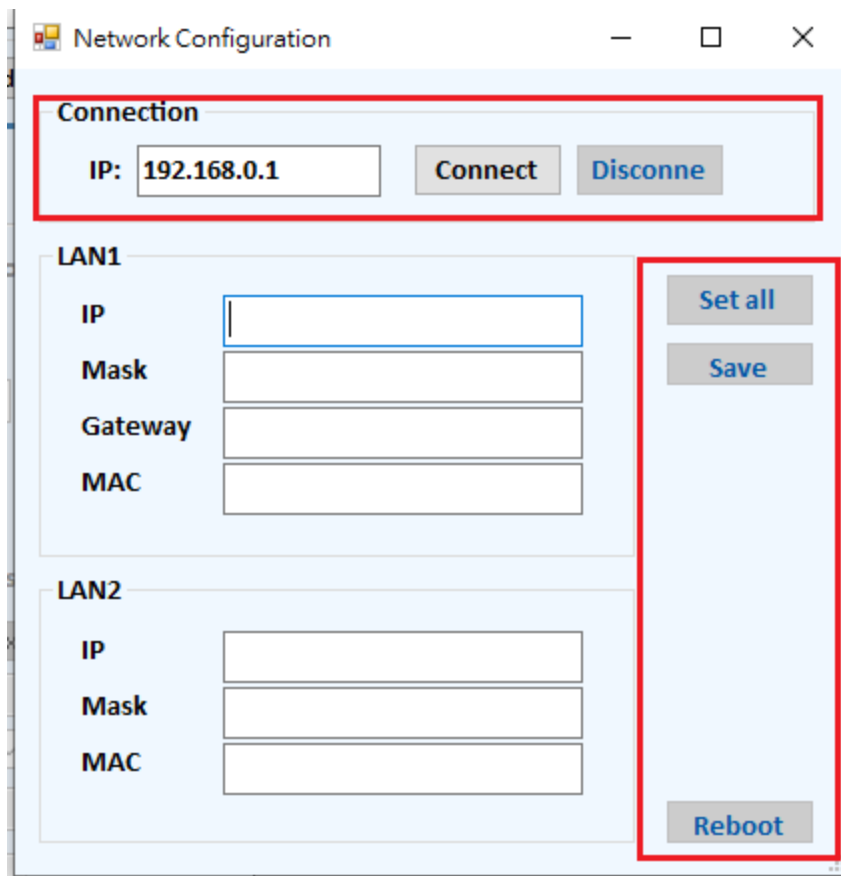 Network Configuration
Connection
IP: 192.168.0.1 Connect Disconne
LAN1
IP
Mask
Gateway
MAC
Set all
Save
LAN2
IP
Mask
MAC
Reboot